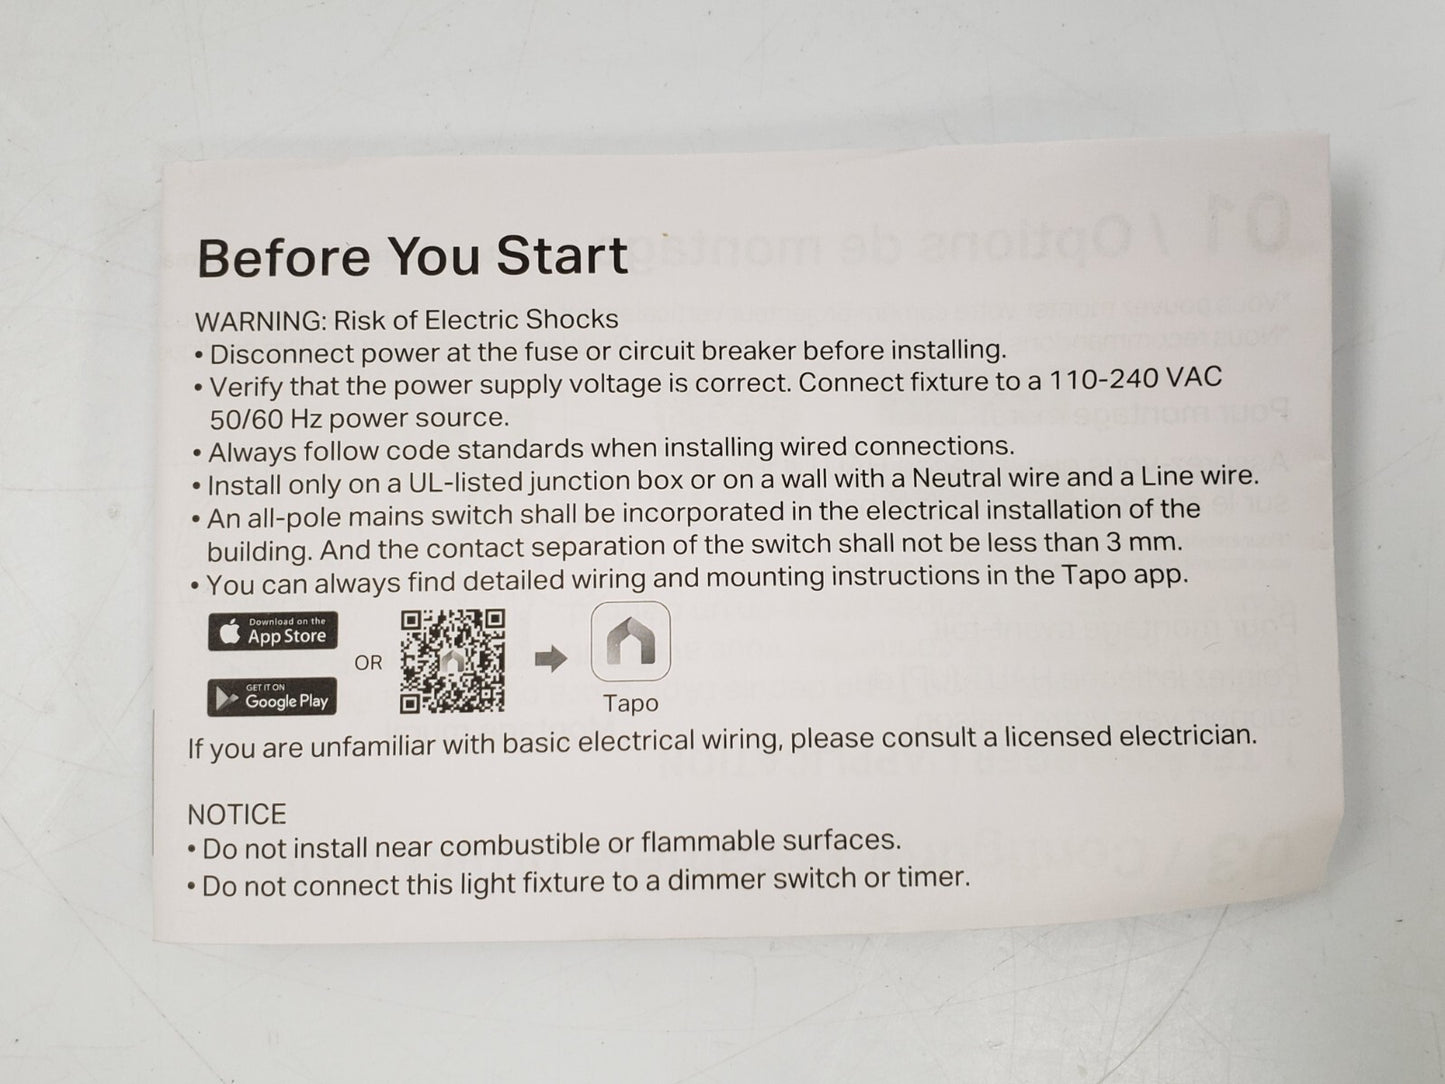 Before You Start
WARNING: Risk of Electric Shocks
• Disconnect power at the fuse or circuit breaker before installing.
• Verify that the power supply voltage is correct. Connect fixture to a 110-240 VAC
50/60 Hz power source.
• Always follow code standards when installing wired connections.
• Install only on a UL-listed junction box or on a wall with a Neutral wire and a Line wire.
• An all-pole mains switch shall be incorporated in the electrical installation of the
building. And the contact separation of the switch shall not be less than 3 mm.
• You can always find detailed wiring and mounting instructions in the Tapo app.
Download on the
App Store
OR
GET IT ON
Google Play
Tapo
If you are unfamiliar with basic electrical wiring, please consult a licensed electrician.
NOTICE
• Do not install near combustible or flammable surfaces.
• Do not connect this light fixture to a dimmer switch or timer.
01 / Options de montage